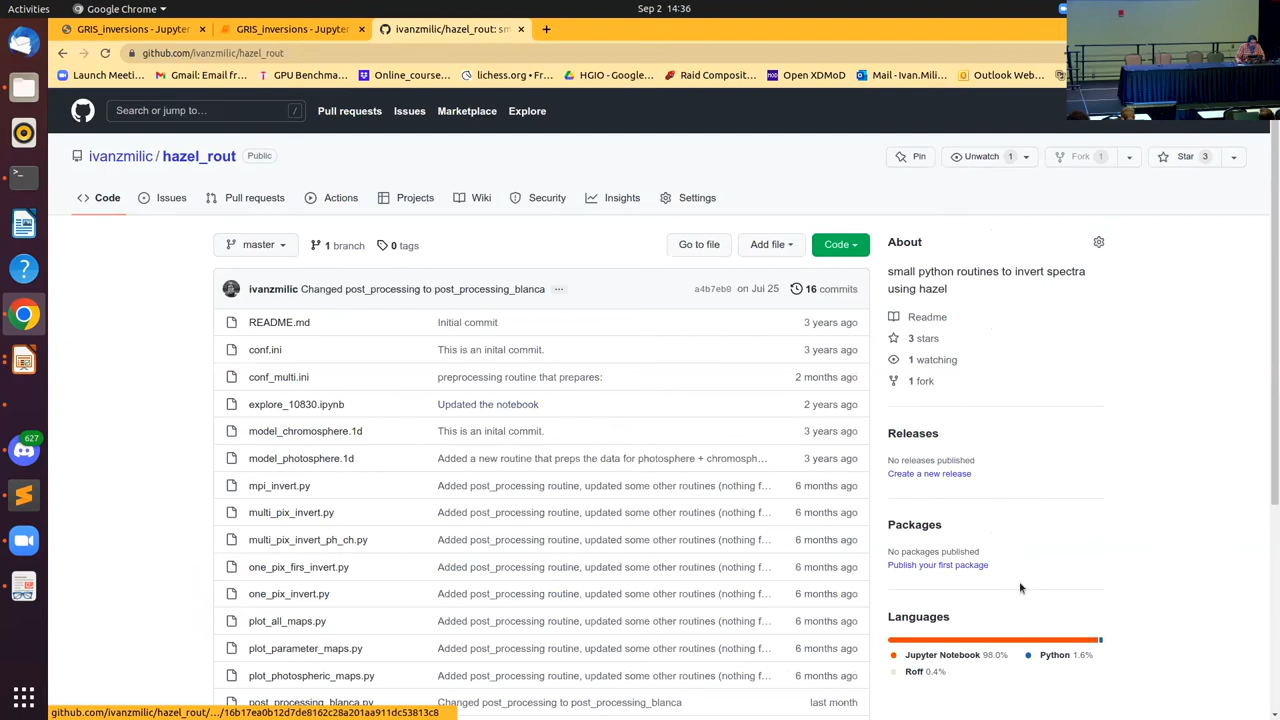 Activities
Google Chrome
Sep 2 14:36
GRIS_inversions - Jupyter
GRIS_inversions - Jupyter
ivanzmilic/hazel_rout: sm
github.com/ivanzmilic/hazel_rout
Launch Meeti...
Gmail: Email fr...
GPU Benchma...
Online_course...
lichess.org • Fr...
HGIO - Google...
Raid Composit...
Open XDMoD
Mail - Ivan.Mili...
Outlook Web...
Search or jump to...
/
Pull requests
Issues
Marketplace
Explore
ivanzmilic / hazel_rout
Public
Pin
Unwatch 1
Fork 1
Star 3
Code
Issues
Pull requests
Actions
Projects
Wiki
Security
Insights
Settings
master
1 branch
0 tags
Go to file
Add file
Code
ivanzmilic Changed post_processing to post_processing_blanca ...
a4b7eb0 on Jul 25
16 commits
README.md Initial commit 3 years ago
conf.ini This is an inital commit. 3 years ago
conf_multi.ini preprocessing routine that prepares: 2 months ago
explore_10830.ipynb Updated the notebook 2 years ago
model_chromosphere.1d This is an inital commit. 3 years ago
model_photosphere.1d Added a new routine that preps the data for photosphere + chromosph... 3 years ago
mpi_invert.py Added post_processing routine, updated some other routines (nothing f... 6 months ago
multi_pix_invert.py Added post_processing routine, updated some other routines (nothing f... 6 months ago
multi_pix_invert_ph_ch.py Added post_processing routine, updated some other routines (nothing f... 6 months ago
one_pix_firs_invert.py Added post_processing routine, updated some other routines (nothing f... 6 months ago
one_pix_invert.py Added post_processing routine, updated some other routines (nothing f... 6 months ago
plot_all_maps.py Added post_processing routine, updated some other routines (nothing f... 6 months ago
plot_parameter_maps.py Added post_processing routine, updated some other routines (nothing f... 6 months ago
plot_photospheric_maps.py Added post_processing routine, updated some other routines (nothing f... 6 months ago
post_processing_blanca.py Changed post_processing to post_processing_blanca last month
About
small python routines to invert spectra
using hazel
Readme
3 stars
1 watching
1 fork
Releases
No releases published
Create a new release
Packages
No packages published
Publish your first package
Languages
Jupyter Notebook 98.0%
Python 1.6%
Roff 0.4%
627
github.com/ivanzmilic/hazel_rout/.../16b17ea0b12d7de8162c28a201aa911dc53813c8